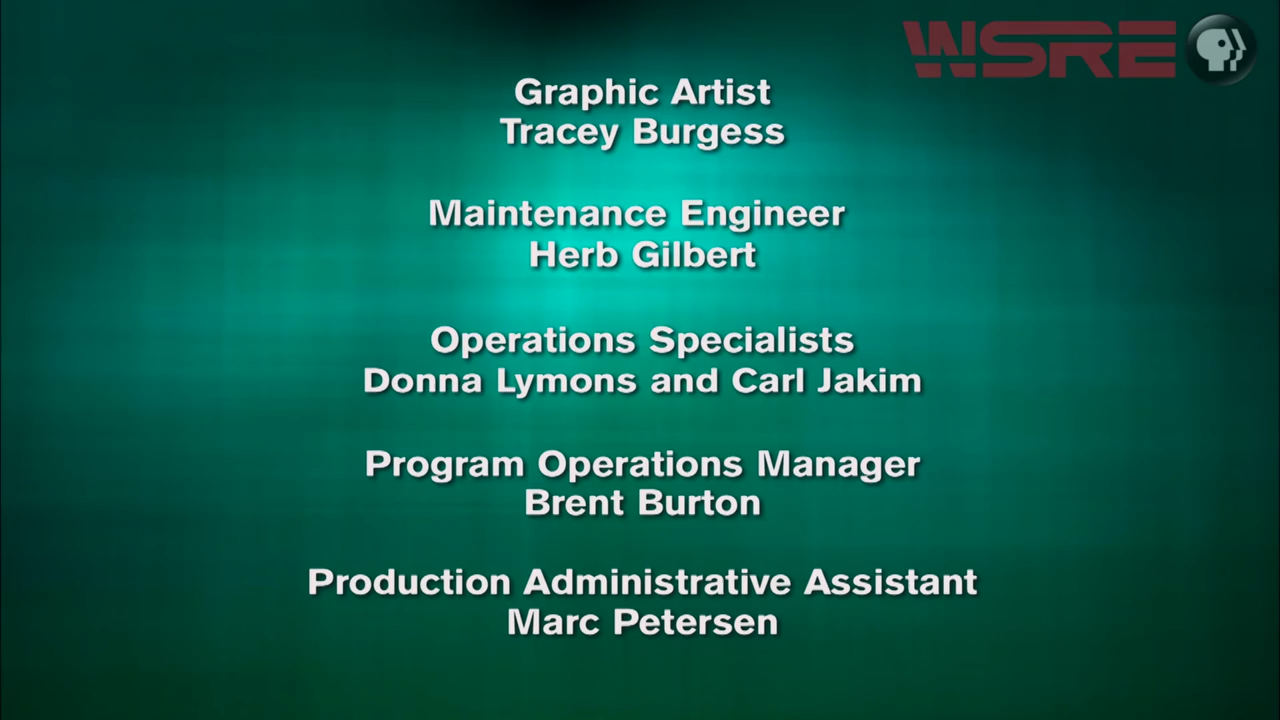 WSRE
Graphic Artist
Tracey Burgess
Maintenance Engineer
Herb Gilbert
Operations Specialists
Donna Lymons and Carl Jakim
Program Operations Manager
Brent Burton
Production Administrative Assistant
Marc Petersen